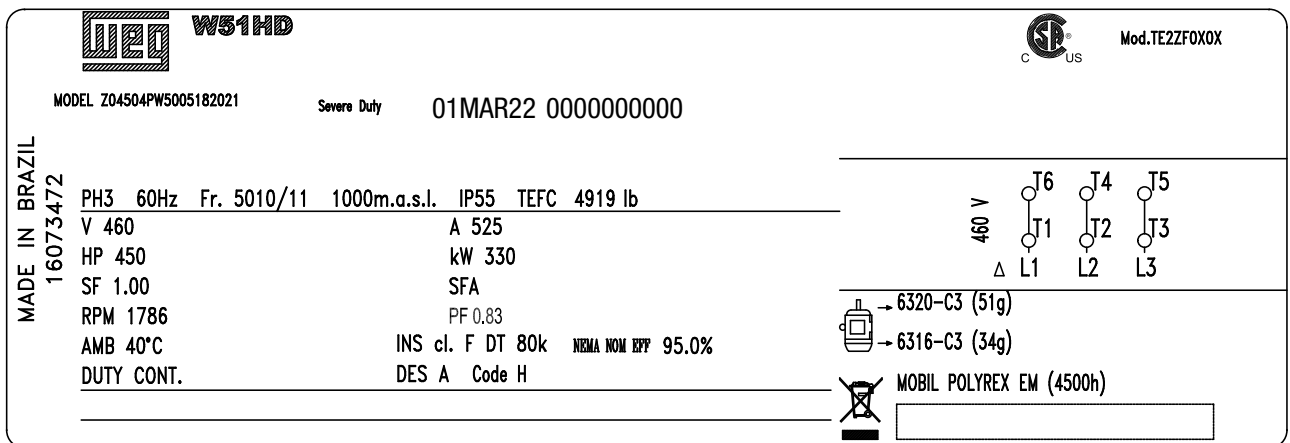 WEG W51HD
CSA® C US
Mod.TE2ZF0X0X
MODEL Z04504PW5005182021 Severe Duty 01MAR22 0000000000
MADE IN BRAZIL
16073472
PH3 60Hz Fr. 5010/11 1000m.a.s.l. IP55 TEFC 4919 lb
V 460 A 525
HP 450 kW 330
SF 1.00 SFA
RPM 1786 PF 0.83
AMB 40°C INS cl. F DT 80k NEMA NOM EFF 95.0%
DUTY CONT. DES A Code H
460 V
T6 T4 T5
T1 T2 T3
Δ L1 L2 L3
→ 6320-C3 (51g)
→ 6316-C3 (34g)
MOBIL POLYREX EM (4500h)